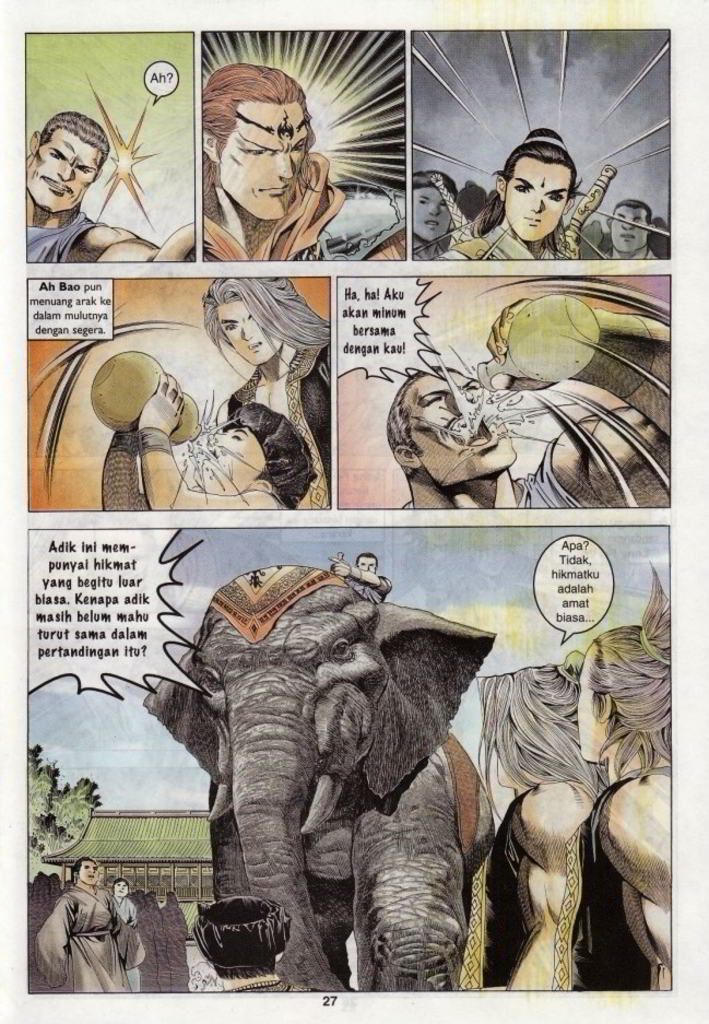 Ah?
Ah Bao pun
menuang arak ke
dalam mulutnya
dengan segera.
Ha, ha! Aku
akan minum
bersama
dengan kau!
Adik ini mem-
punyai hikmat
yang begitu luar
biasa. Kenapa adik
masih belum mahu
turut sama dalam
pertandingan itu?
Apa?
Tidak,
hikmatku
adalah
amat
biasa...
27